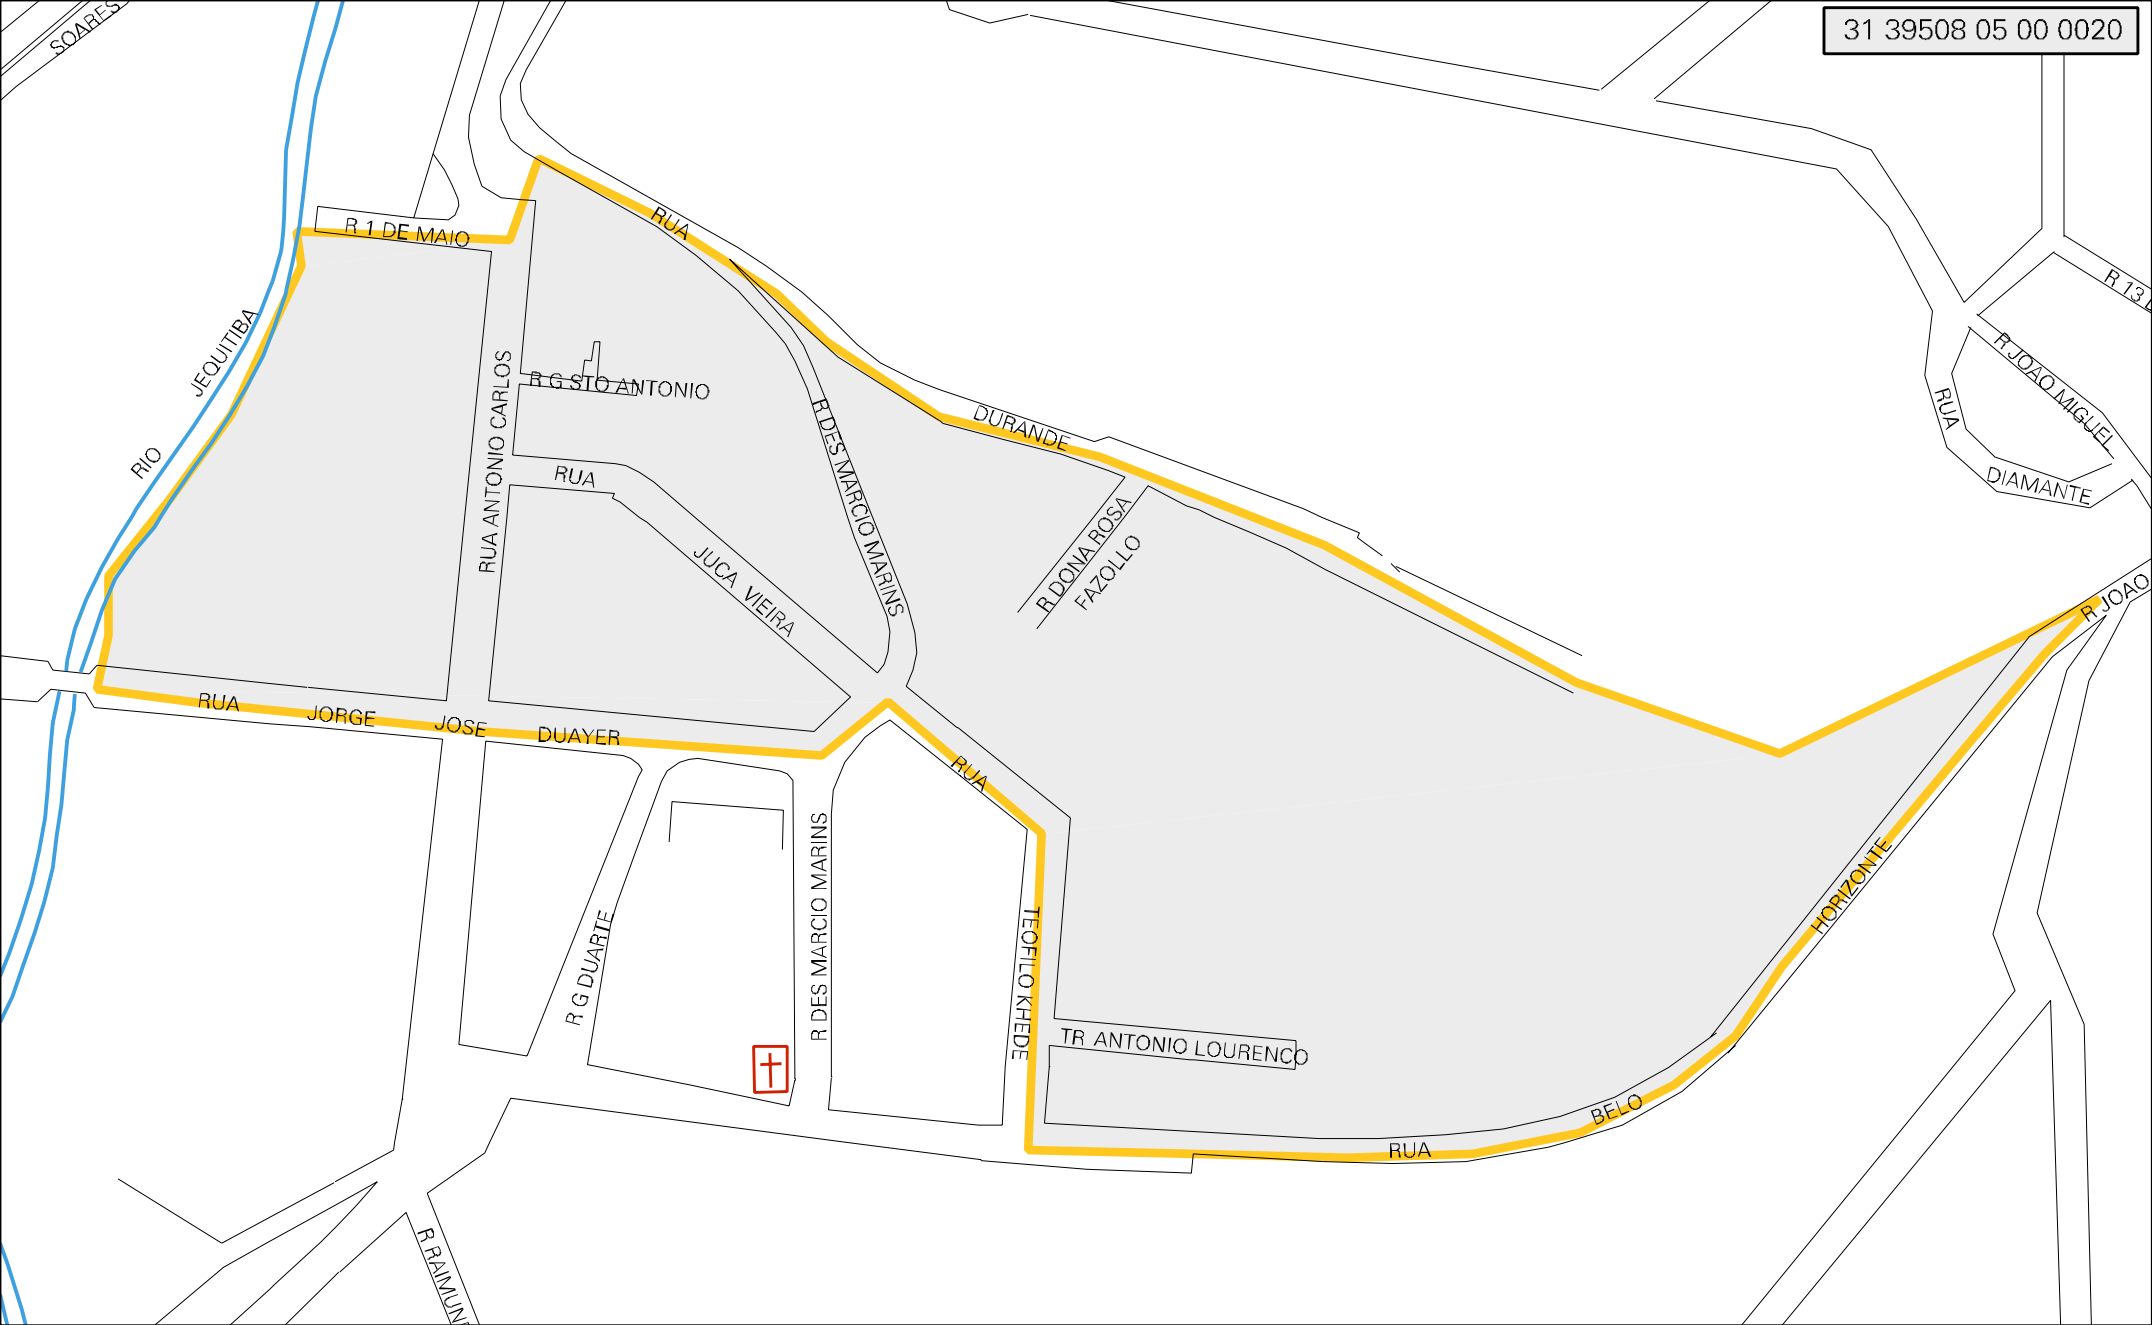 SOARES
31 39508 05 00 0020
R 1 DE MAIO
RUA
DURANDE
R 13 D
R JOAO MIGUEL
RUA
DIAMANTE
RIO
JEQUITIBA
RUA ANTONIO CARLOS
R G STO ANTONIO
RUA
JUCA VIEIRA
R DES MARCIO MARINS
R DONA ROSA
FAZOLLO
R JOAO
RUA JORGE JOSE DUAYER
RUA
TEOFILO KHEDE
HORIZONTE
R G DUARTE
R DES MARCIO MARINS
TR ANTONIO LOURENCO
BELO
RUA
R RAIMUN